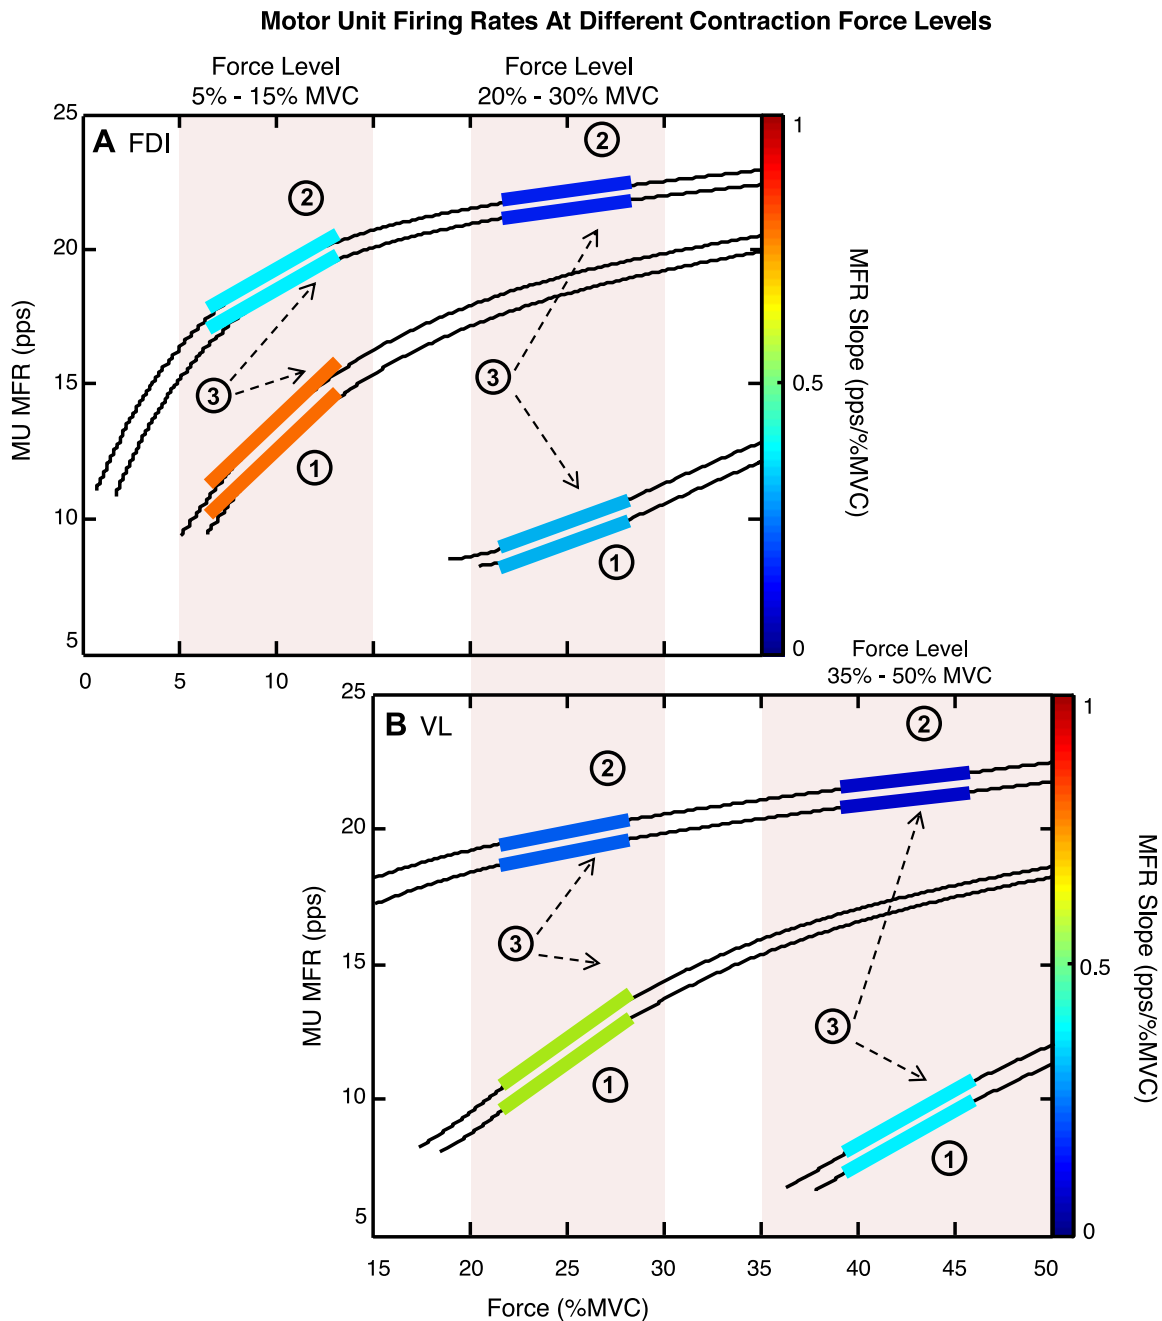 Motor Unit Firing Rates At Different Contraction Force Levels
Force Level
5% - 15% MVC
Force Level
20% - 30% MVC
A FDI
25
20
15
10
5
MU MFR (pps)
2
2
3
3
1
1
0
5
10
1
0.5
0
MFR Slope (pps/%MVC)
Force Level
35% - 50% MVC
B VL
25
20
15
10
5
MU MFR (pps)
2
2
3
3
1
1
15
20
25
30
35
40
45
50
Force (%MVC)
1
0.5
0
MFR Slope (pps/%MVC)